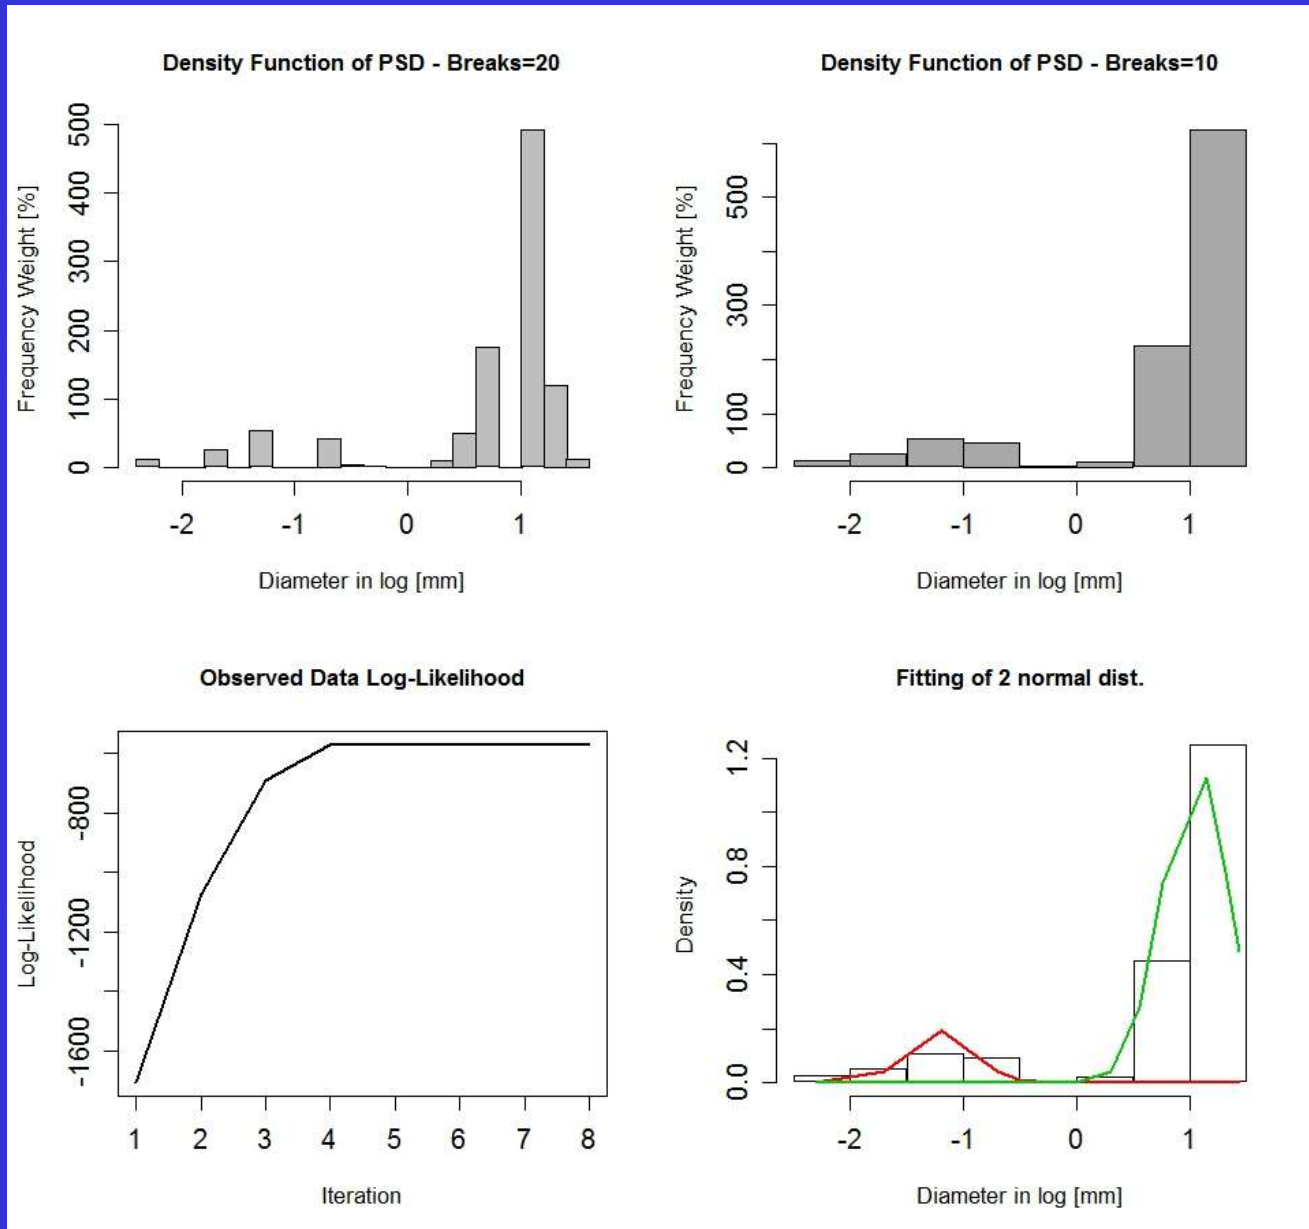 Density Function of PSD - Breaks=20
Frequency Weight [%]
500
400
300
200
100
0
-2 -1 0 1
Diameter in log [mm]
Density Function of PSD - Breaks=10
Frequency Weight [%]
500
300
100
0
-2 -1 0 1
Diameter in log [mm]
Observed Data Log-Likelihood
Log-Likelihood
-800
-1200
-1600
1 2 3 4 5 6 7 8
Iteration
Fitting of 2 normal dist.
Density
1.2
0.8
0.4
0.0
-2 -1 0 1
Diameter in log [mm]